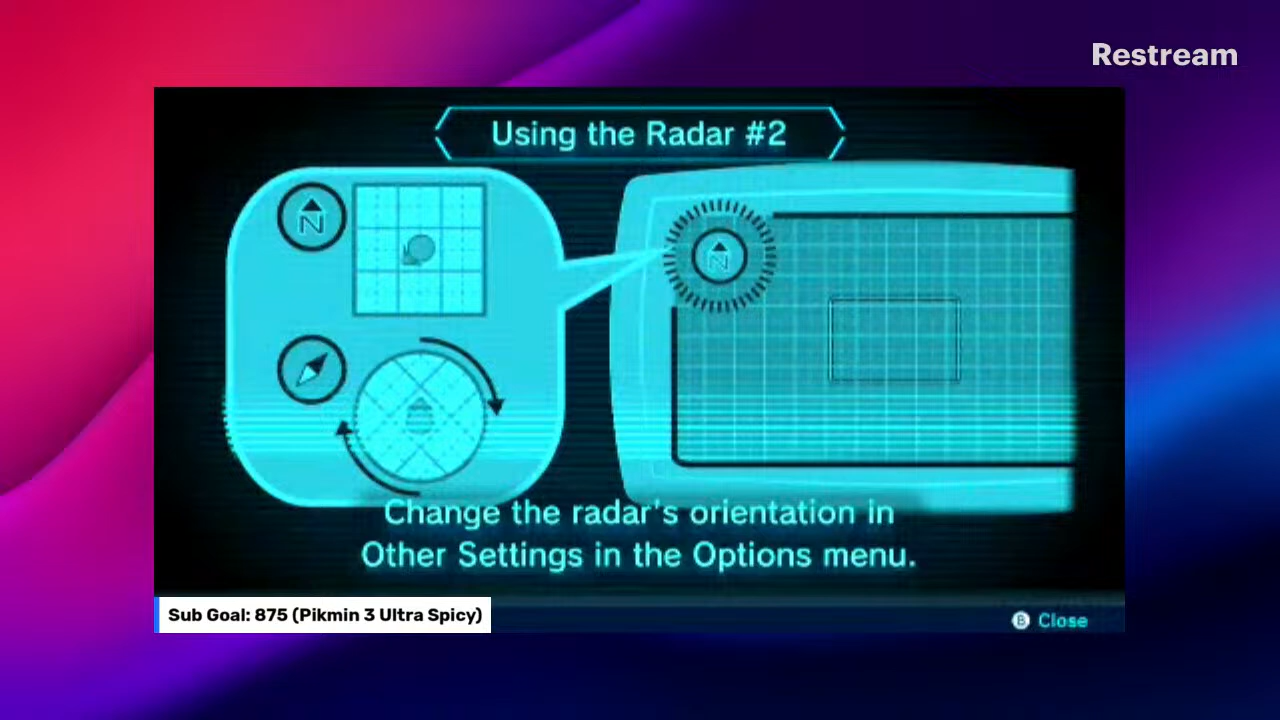 Restream
Using the Radar #2
N
N
Change the radar's orientation in
Other Settings in the Options menu.
Sub Goal: 875 (Pikmin 3 Ultra Spicy)
B Close